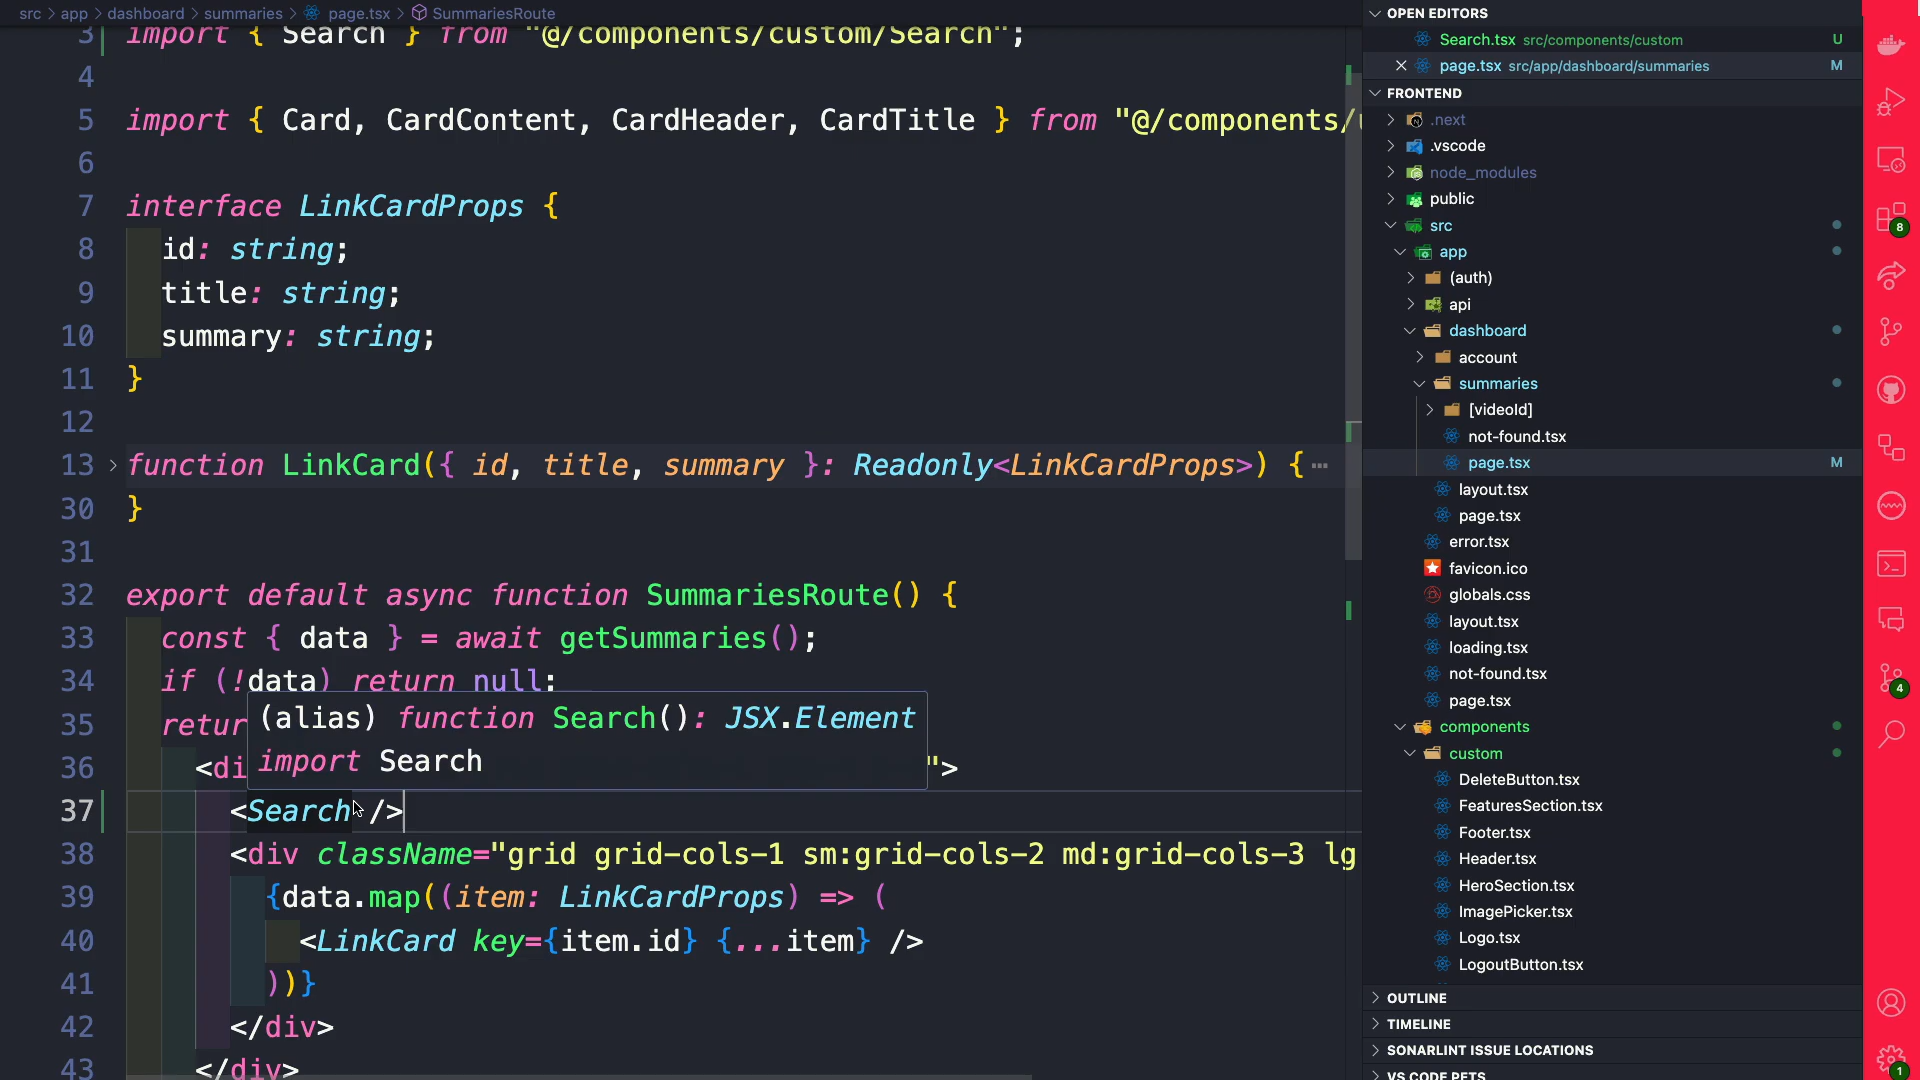 src > app > dashboard > summaries > page.tsx > SummariesRoute
3 import { Search } from "@/components/custom/Search";
4
5 import { Card, CardContent, CardHeader, CardTitle } from "@/components/
6
7 interface LinkCardProps {
8 id: string;
9 title: string;
10 summary: string;
11 }
12
13 > function LinkCard({ id, title, summary }: Readonly<LinkCardProps>) { ⋯
30 }
31
32 export default async function SummariesRoute() {
33 const { data } = await getSummaries();
34 if (!data) return null;
35 retur
(alias) function Search(): JSX.Element
import Search
36 <di ">
37 <Search />
38 <div className="grid grid-cols-1 sm:grid-cols-2 md:grid-cols-3 lg
39 {data.map((item: LinkCardProps) => (
40 <LinkCard key={item.id} {...item} />
41 ))}
42 </div>
43 </div>
OPEN EDITORS
Search.tsx src/components/custom U
page.tsx src/app/dashboard/summaries M
FRONTEND
.next
.vscode
node_modules
public
src
app
(auth)
api
dashboard
account
summaries
[videoId]
not-found.tsx
page.tsx M
layout.tsx
page.tsx
error.tsx
favicon.ico
globals.css
layout.tsx
loading.tsx
not-found.tsx
page.tsx
components
custom
DeleteButton.tsx
FeaturesSection.tsx
Footer.tsx
Header.tsx
HeroSection.tsx
ImagePicker.tsx
Logo.tsx
LogoutButton.tsx
OUTLINE
TIMELINE
SONARLINT ISSUE LOCATIONS
VS CODE PETS
8
4
1